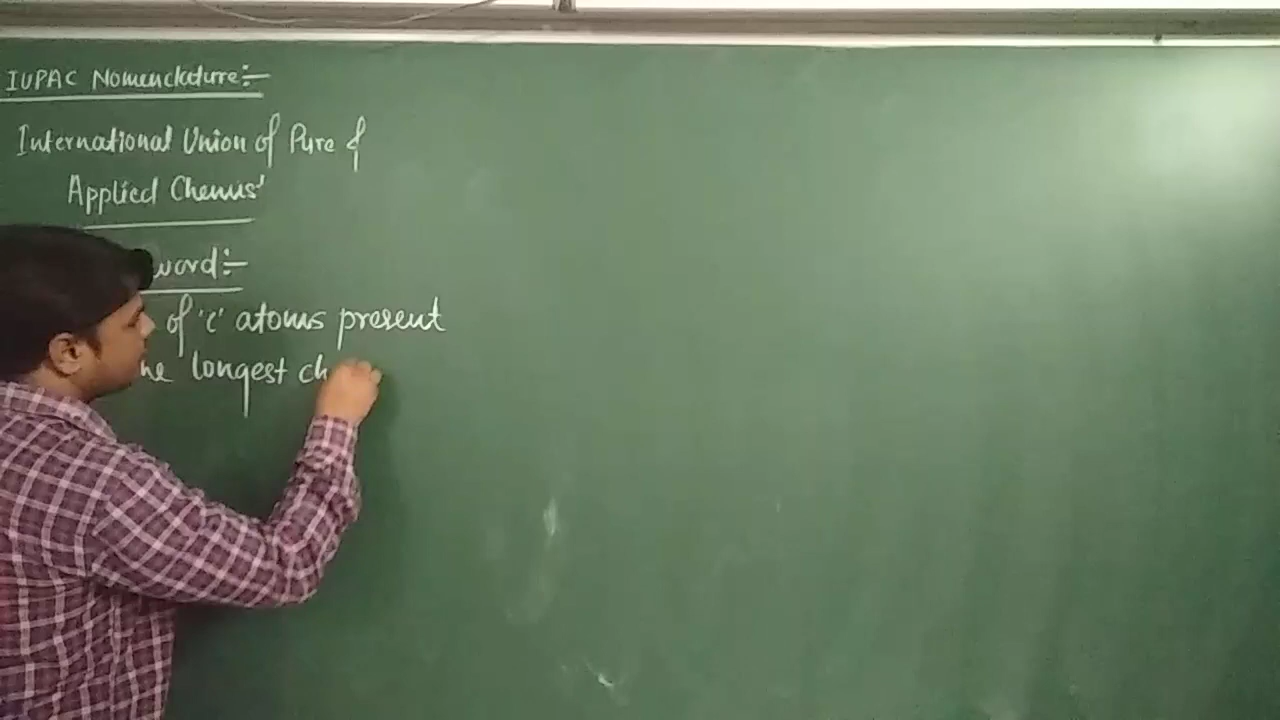 IUPAC Nomenclature:-
International Union of Pure &
Applied Chemis'
word:-
of 'c' atoms present
he longest ch